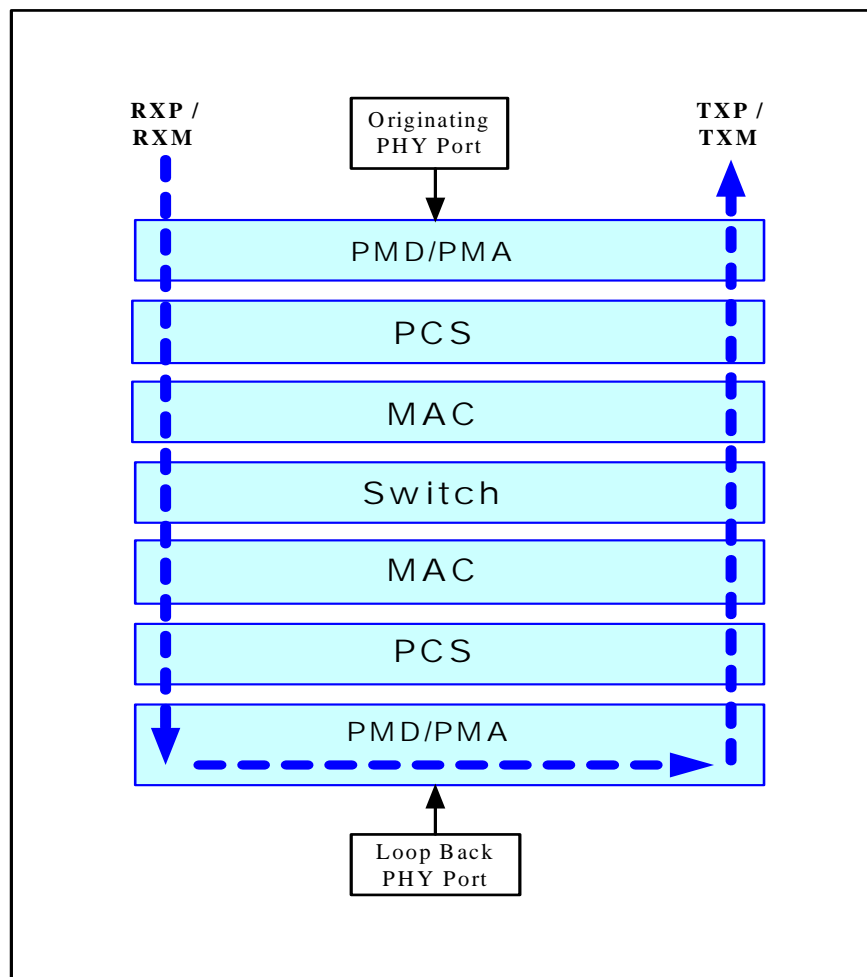 RXP /
RXM
Originating
PHY Port
TXP /
TXM
PMD/PMA
PCS
MAC
Switch
MAC
PCS
PMD/PMA
Loop Back
PHY Port